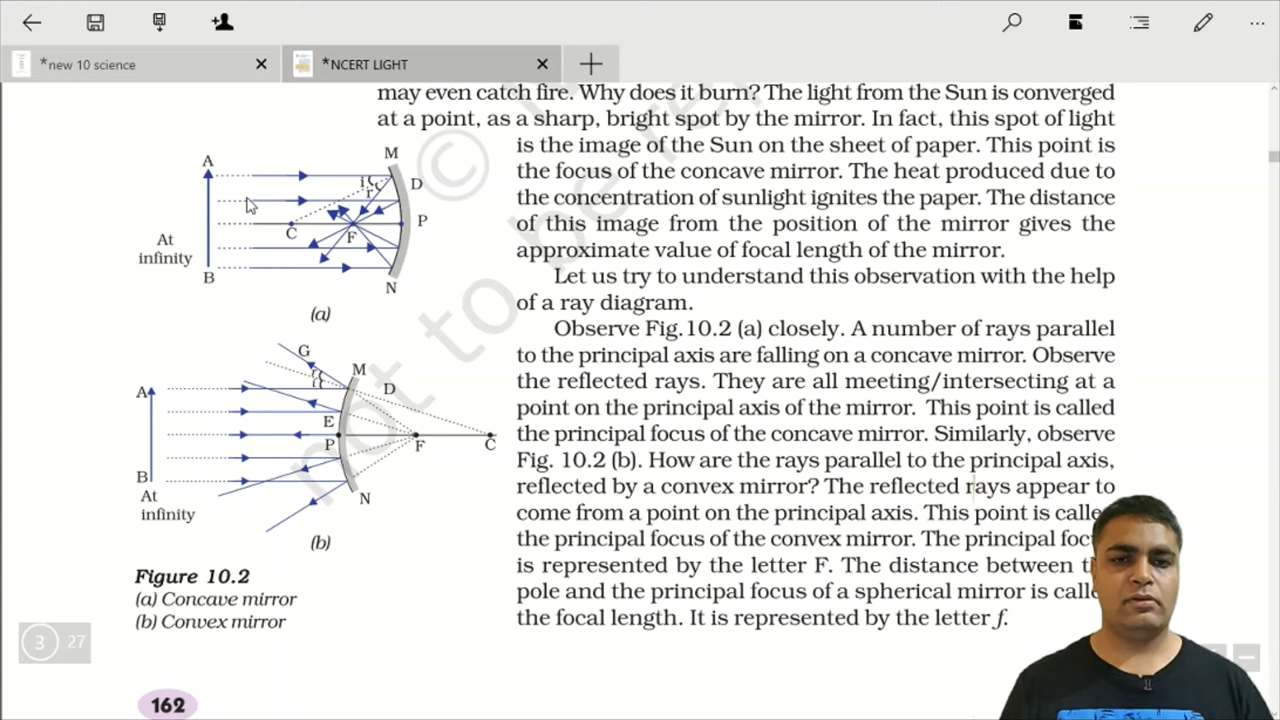 *new 10 science
*NCERT LIGHT
may even catch fire. Why does it burn? The light from the Sun is converged
at a point, as a sharp, bright spot by the mirror. In fact, this spot of light
is the image of the Sun on the sheet of paper. This point is
the focus of the concave mirror. The heat produced due to
the concentration of sunlight ignites the paper. The distance
of this image from the position of the mirror gives the
approximate value of focal length of the mirror.
Let us try to understand this observation with the help
of a ray diagram.
Observe Fig.10.2 (a) closely. A number of rays parallel
to the principal axis are falling on a concave mirror. Observe
the reflected rays. They are all meeting/intersecting at a
point on the principal axis of the mirror. This point is called
the principal focus of the concave mirror. Similarly, observe
Fig. 10.2 (b). How are the rays parallel to the principal axis,
reflected by a convex mirror? The reflected rays appear to
come from a point on the principal axis. This point is
the principal focus of the convex mirror. The principal
is represented by the letter F. The distance between
pole and the principal focus of a spherical mirror is
the focal length. It is represented by the letter f.
A
M
i
r
D
P
C
F
At
infinity
B
N
(a)
G
M
A
r
i
D
E
P
F
C
B
At
infinity
N
(b)
Figure 10.2
(a) Concave mirror
(b) Convex mirror
3 27
162
©
not to be re